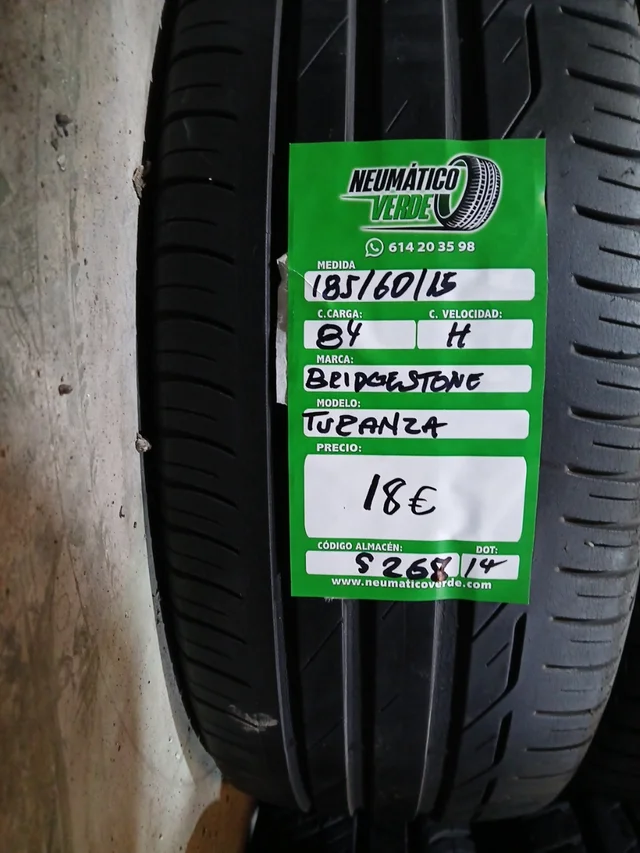 NEUMÁTICO
VERDE
614 20 35 98
MEDIDA
185/60/15
C.CARGA: C. VELOCIDAD:
84 H
MARCA:
BRIDGESTONE
MODELO:
TURANZA
PRECIO:
18€
CÓDIGO ALMACÉN: DOT:
S268 14
www.neumaticoverde.com